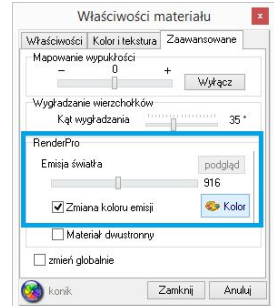 Właściwości materiału
x
Właściwości Kolor i tekstura Zaawansowane
Mapowanie wypukłości
– 0 +
Wyłącz
Wygładzanie wierzchołków
Kąt wygładzania 35 °
RenderPro
Emisja światła podgląd
916
Zmiana koloru emisji Kolor
Materiał dwustronny
zmień globalnie
konik Zamknij Anuluj